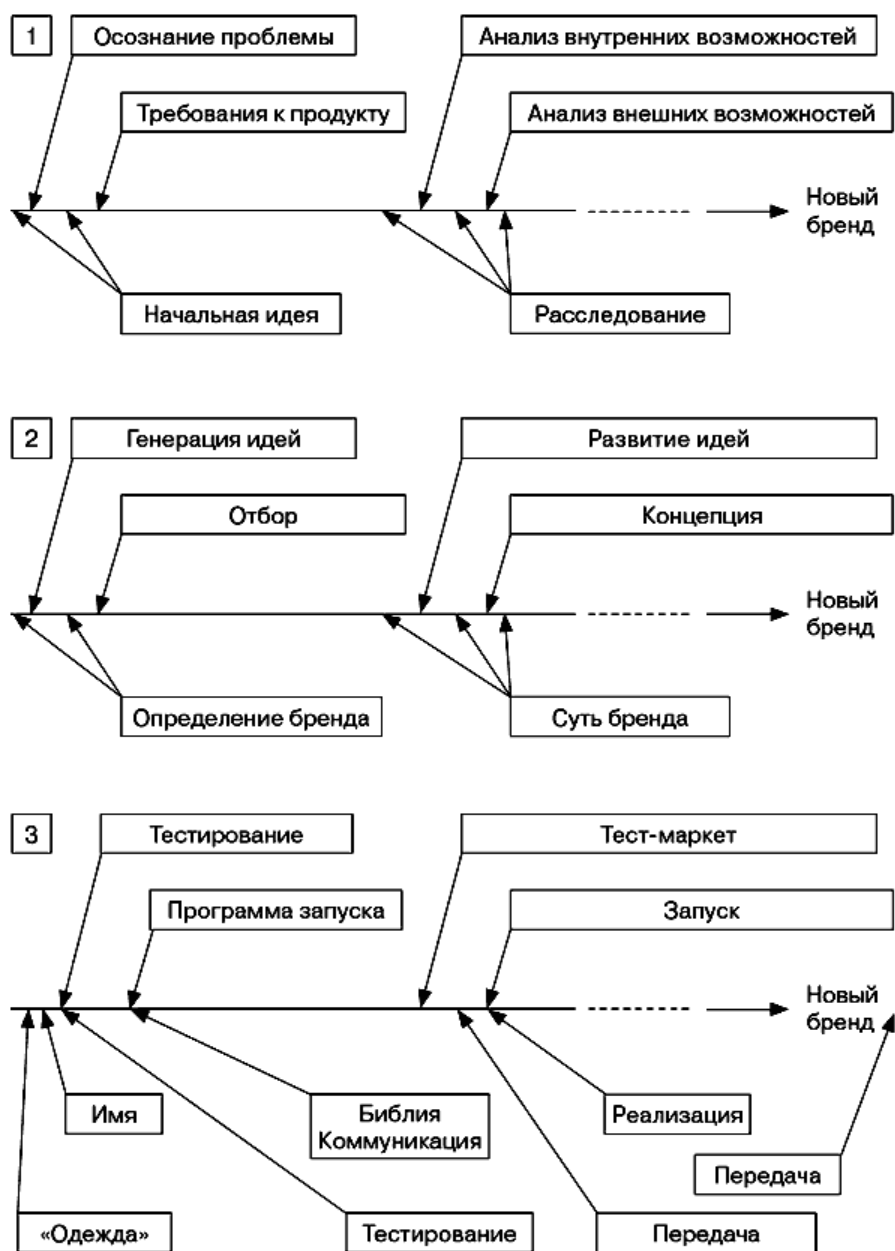 1
Осознание проблемы
Анализ внутренних возможностей
Требования к продукту
Анализ внешних возможностей
Новый
бренд
Начальная идея
Расследование
2
Генерация идей
Развитие идей
Отбор
Концепция
Новый
бренд
Определение бренда
Суть бренда
3
Тестирование
Тест-маркет
Программа запуска
Запуск
Новый
бренд
Имя
Библия
Коммуникация
Реализация
Передача
«Одежда»
Тестирование
Передача